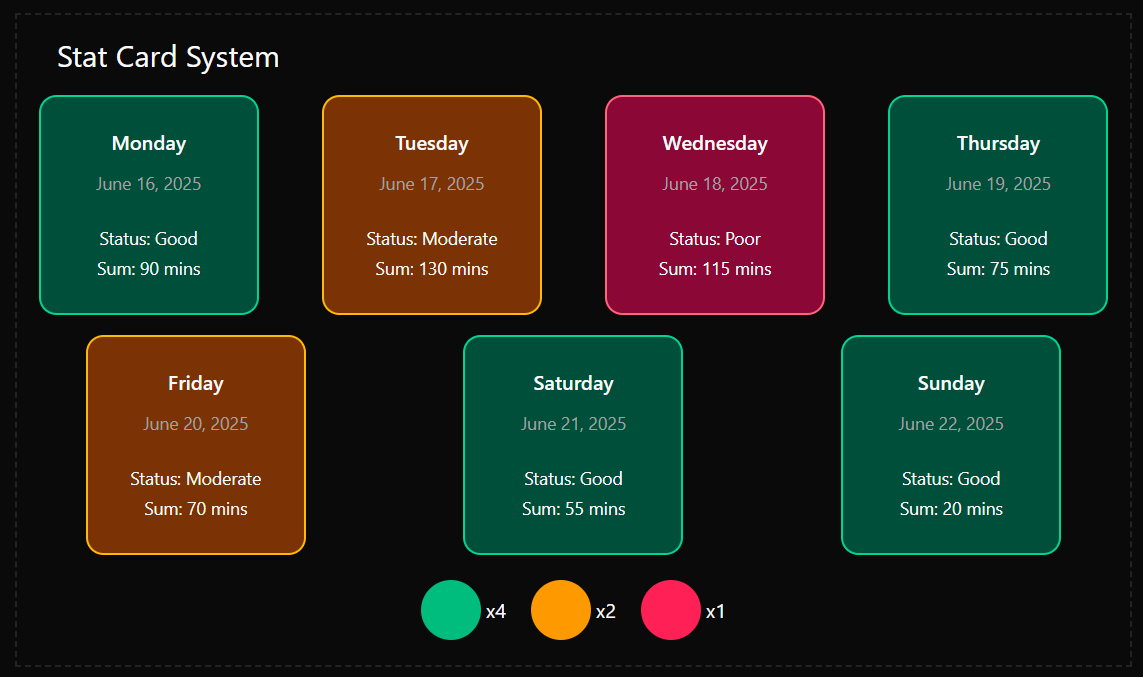 Stat Card System
Monday
June 16, 2025
Status: Good
Sum: 90 mins
Tuesday
June 17, 2025
Status: Moderate
Sum: 130 mins
Wednesday
June 18, 2025
Status: Poor
Sum: 115 mins
Thursday
June 19, 2025
Status: Good
Sum: 75 mins
Friday
June 20, 2025
Status: Moderate
Sum: 70 mins
Saturday
June 21, 2025
Status: Good
Sum: 55 mins
Sunday
June 22, 2025
Status: Good
Sum: 20 mins
x4
x2
x1